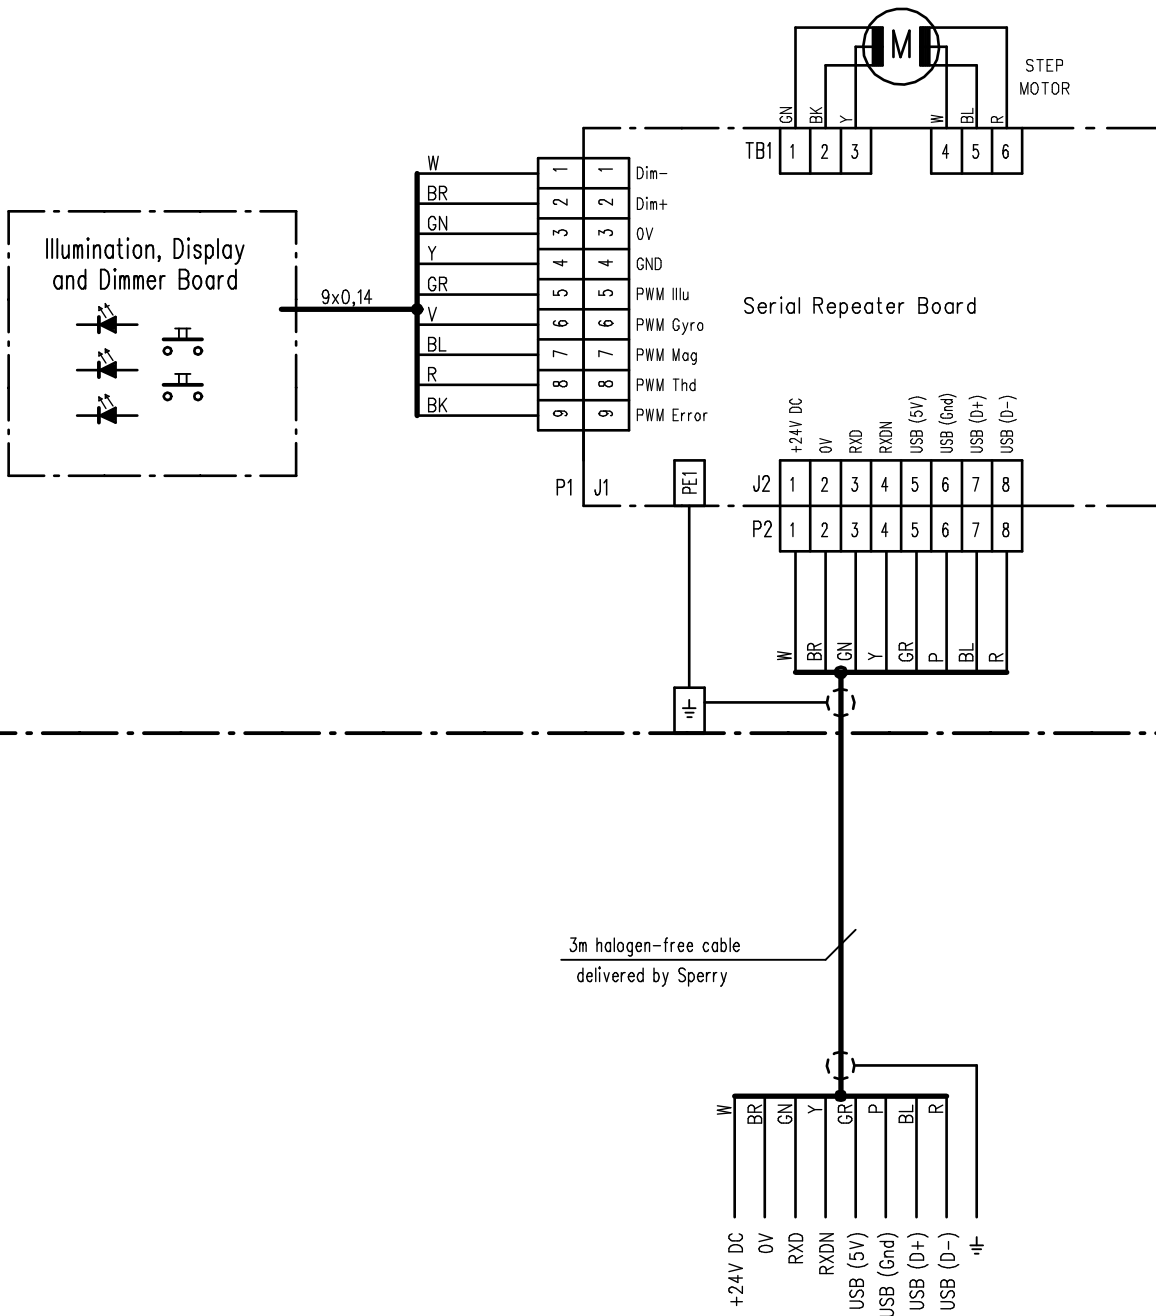 M
STEP
MOTOR
GN
BK
Y
W
BL
R
TB1 1 2 3 4 5 6
W
BR
GN
Y
GR
V
BL
R
BK
1 1 Dim-
2 2 Dim+
3 3 0V
4 4 GND
5 5 PWM Illu
6 6 PWM Gyro
7 7 PWM Mag
8 8 PWM Thd
9 9 PWM Error
Illumination, Display
and Dimmer Board
9x0,14
Serial Repeater Board
P1 J1
PE1
+24V DC
0V
RXD
RXDN
USB (5V)
USB (Gnd)
USB (D+)
USB (D-)
J2 1 2 3 4 5 6 7 8
P2 1 2 3 4 5 6 7 8
W
BR
GN
Y
GR
P
BL
R
3m halogen-free cable
delivered by Sperry
W
BR
GN
Y
GR
P
BL
R
+24V DC
0V
RXD
RXDN
USB (5V)
USB (Gnd)
USB (D+)
USB (D-)